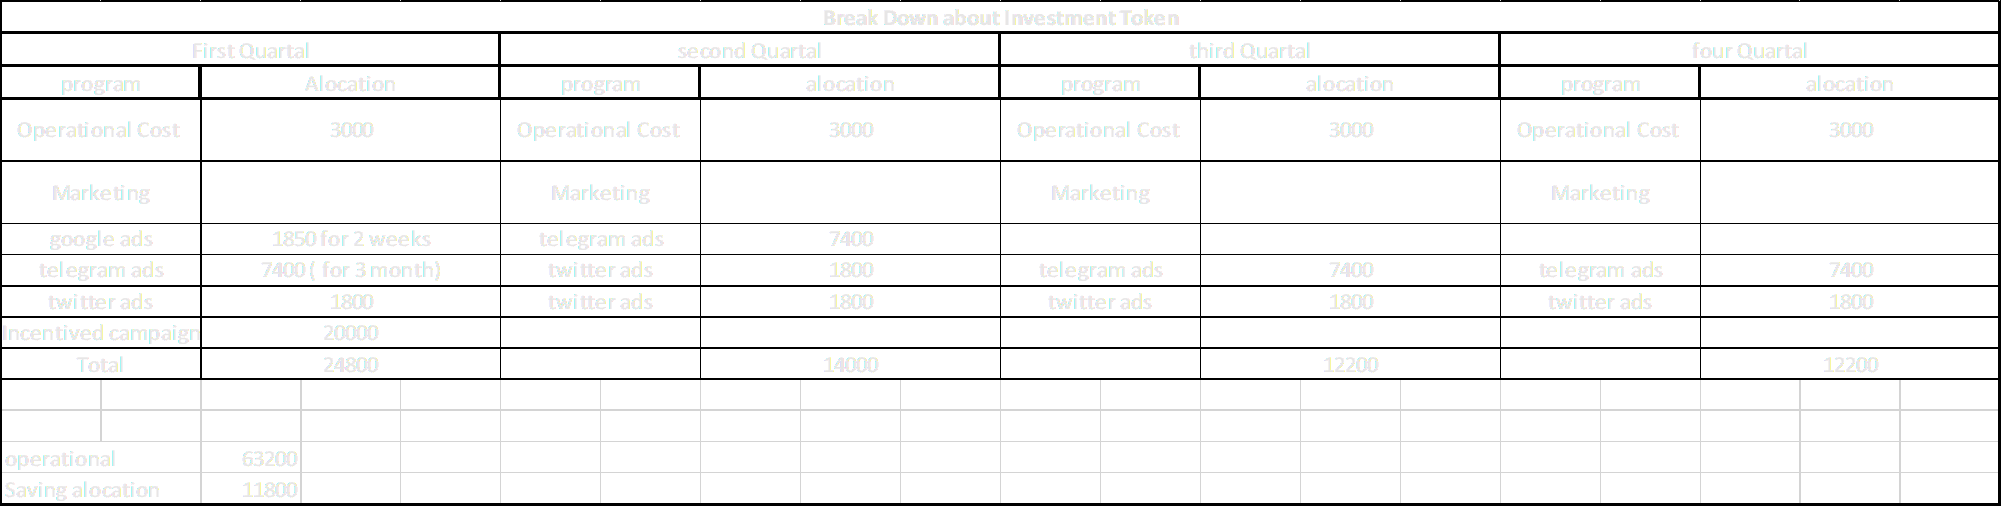 Break Down about Investment Token
First Quartal second Quartal third Quartal four Quartal
program Alocation program alocation program alocation program alocation
Operational Cost 3000 Operational Cost 3000 Operational Cost 3000 Operational Cost 3000
Marketing Marketing Marketing Marketing
google ads 1850 for 2 weeks telegram ads 7400
telegram ads 7400 ( for 3 month) twitter ads 1800 telegram ads 7400 telegram ads 7400
twitter ads 1800 twitter ads 1800 twitter ads 1800 twitter ads 1800
Incentived campaign 20000
Total 24800 14000 12200 12200
operational 63200
Saving alocation 11800